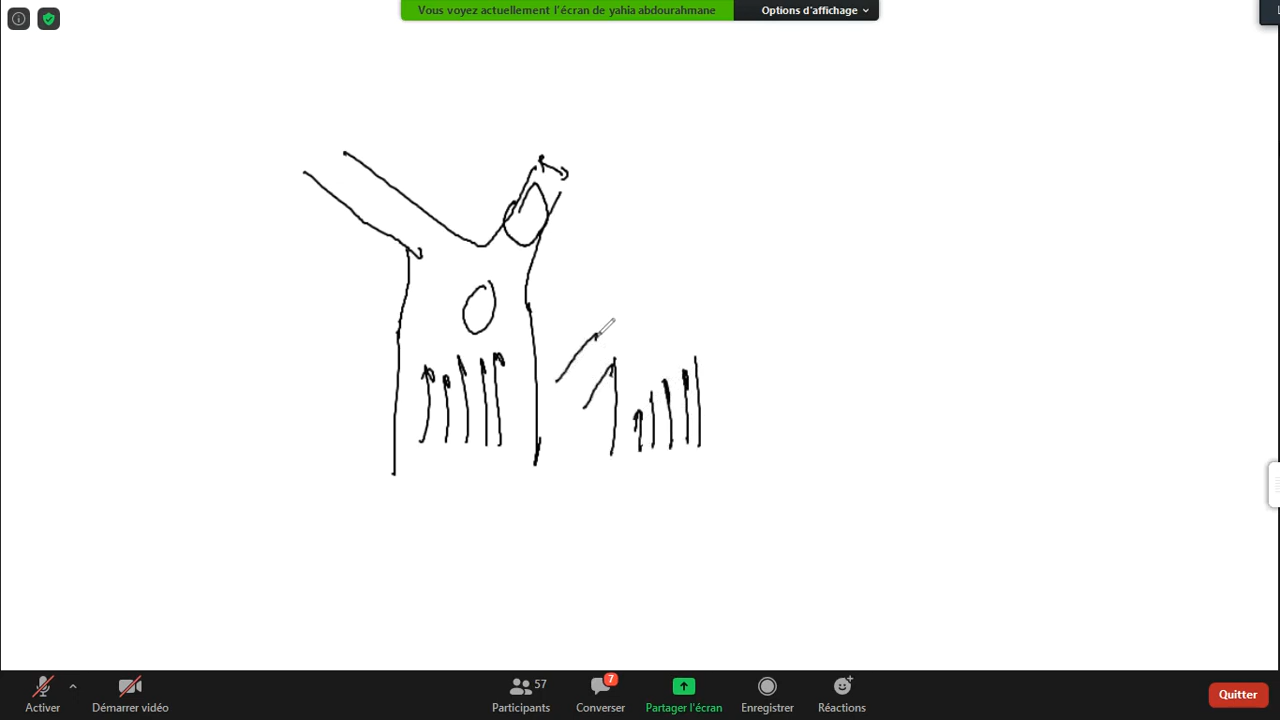 Vous voyez actuellement l'écran de yahia abdourahmane
Options d'affichage
Activer
Démarrer vidéo
57
Participants
7
Converser
Partager l'écran
Enregistrer
Réactions
Quitter